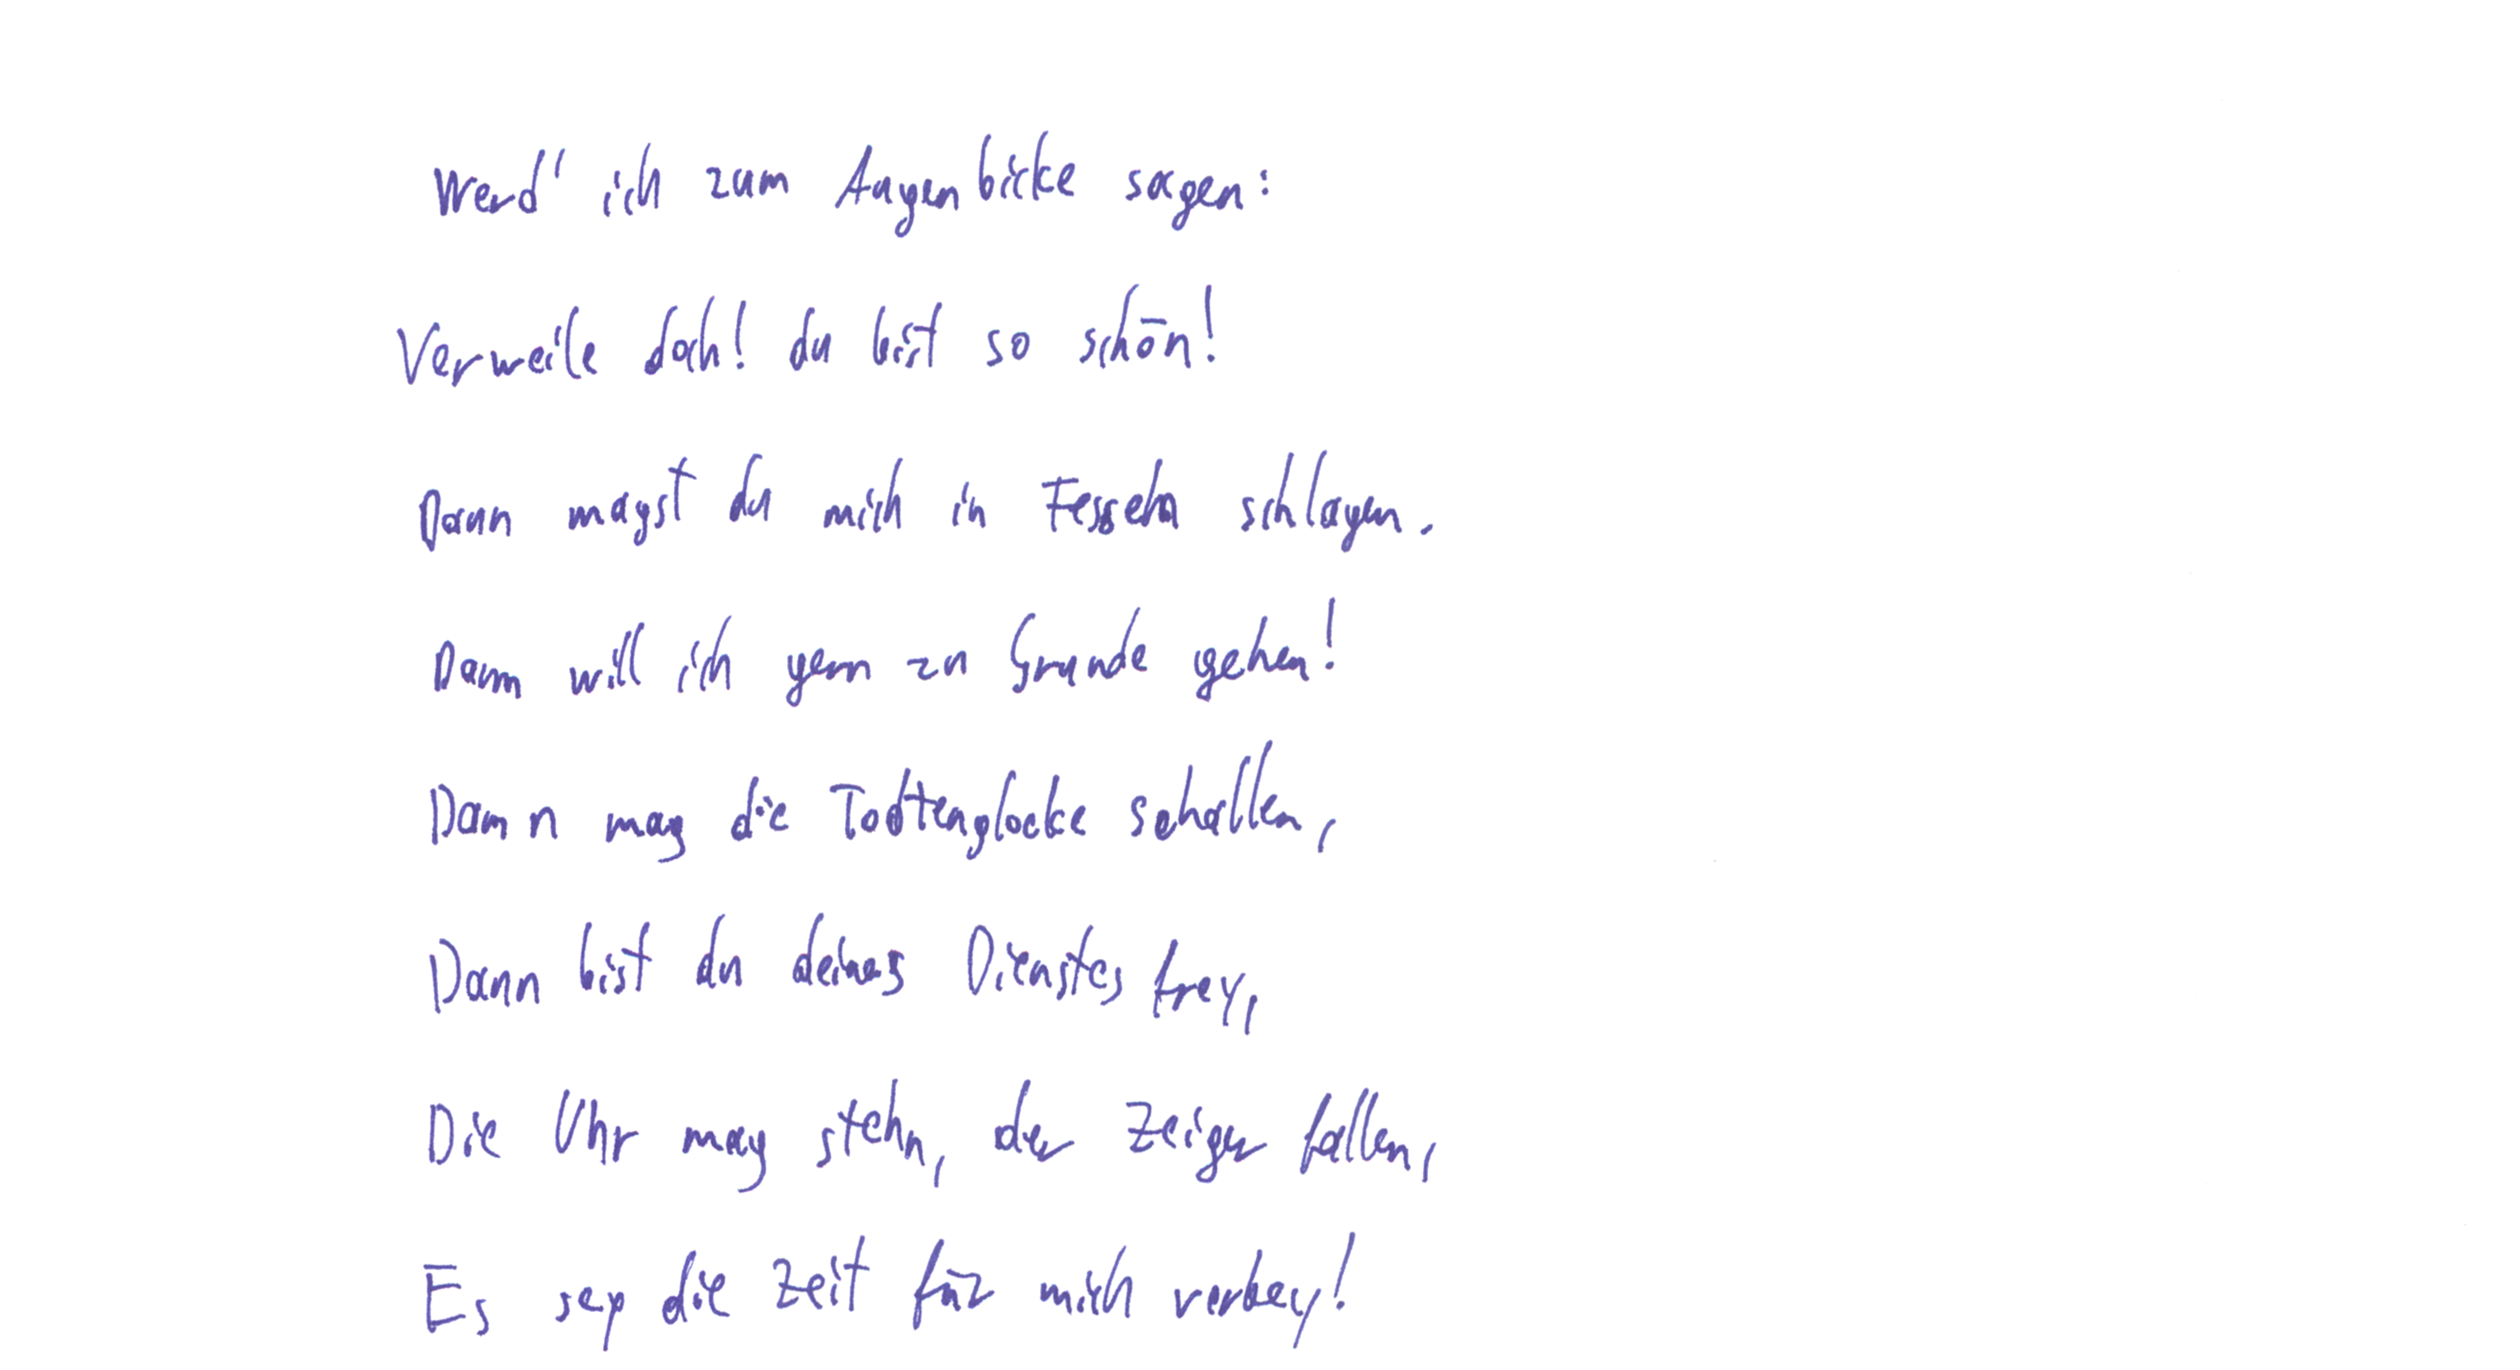 Werd' ich zum Augenbicke sagen:
Verweile doch! du bist so schön!
Dann magst du mich in Fesseln schlagen.
Dann will ich gern zu Grunde gehen!
Dann mag die Todtenglocke schallen,
Dann bist du deines Dienstes frey,
Die Uhr mag stehn, der Zeiger fallen,
Es sey die Zeit für mich vorbey!